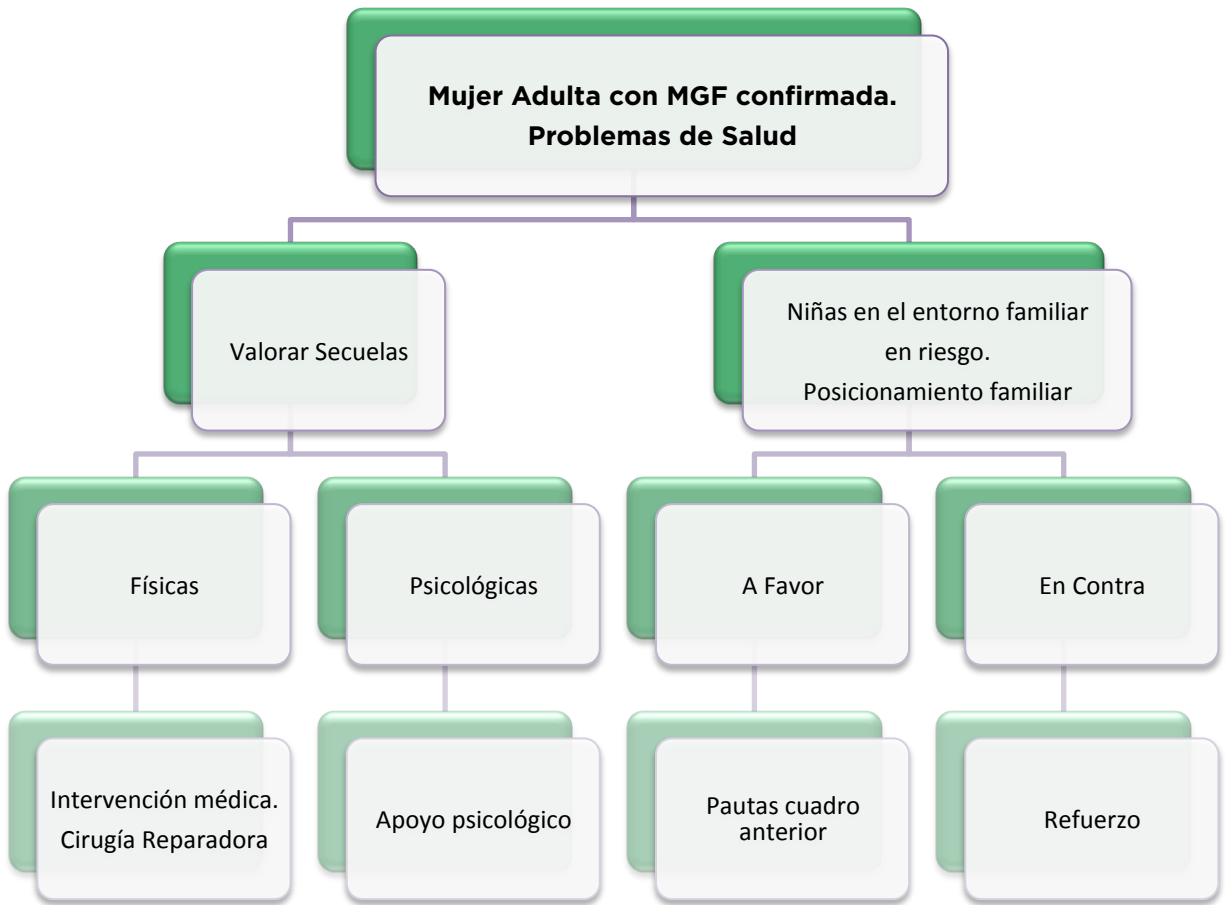 Mujer Adulta con MGF confirmada.
Problemas de Salud
Valorar Secuelas
Niñas en el entorno familiar
en riesgo.
Posicionamiento familiar
Físicas
Psicológicas
A Favor
En Contra
Intervención médica.
Cirugía Reparadora
Apoyo psicológico
Pautas cuadro
anterior
Refuerzo